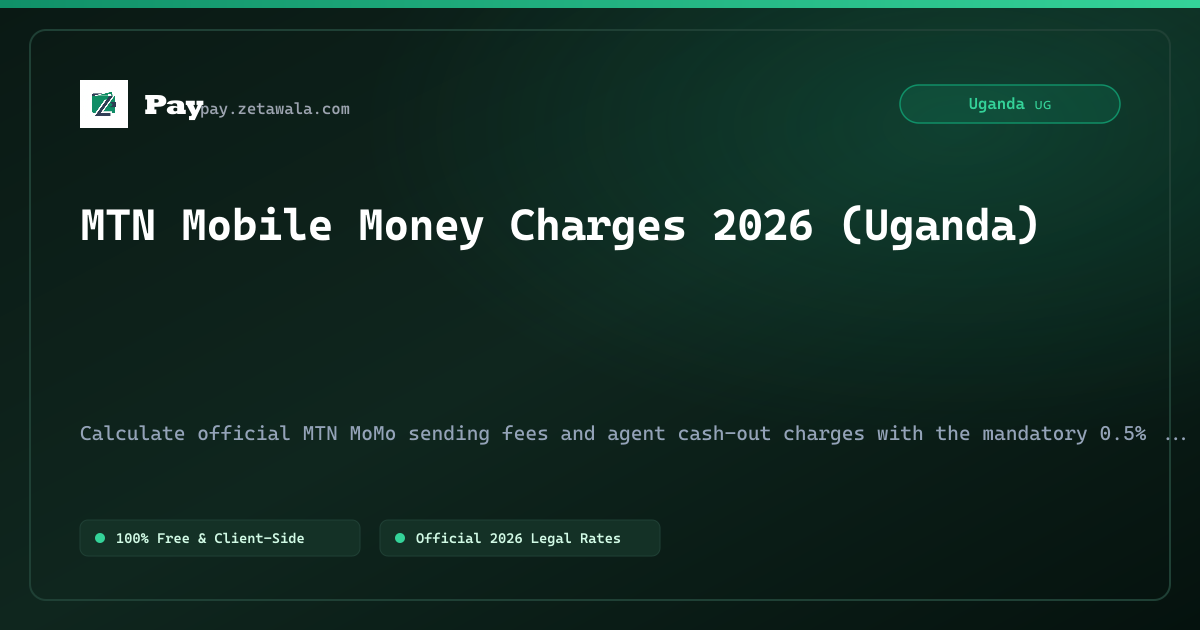 Pay pay.zetawala.com
Uganda UG
MTN Mobile Money Charges 2026 (Uganda)
Calculate official MTN MoMo sending fees and agent cash-out charges with the mandatory 0.5% ...
100% Free & Client-Side
Official 2026 Legal Rates